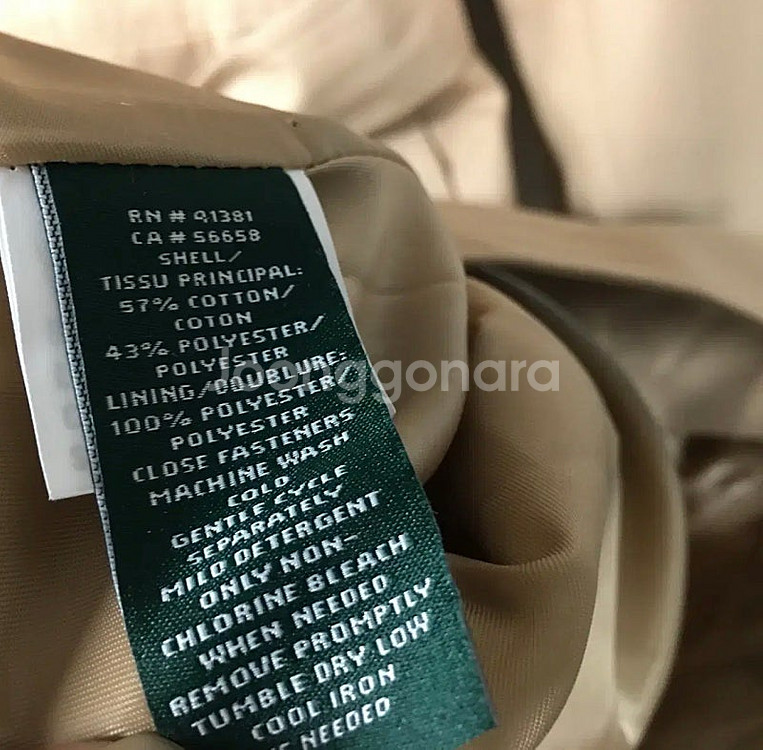 RN # 41381
CA # 56658
SHELL/
TISSU PRINCIPAL:
57% COTTON/
COTON
43% POLYESTER/
POLYESTER
LINING/DOUBLURE:
100% POLYESTER/
POLYESTER
CLOSE FASTENERS
MACHINE WASH
COLD
GENTLE CYCLE
SEPARATELY
MILD DETERGENT
ONLY NON-
CHLORINE BLEACH
WHEN NEEDED
REMOVE PROMPTLY
TUMBLE DRY LOW
COOL IRON
NEEDED
joonggonara